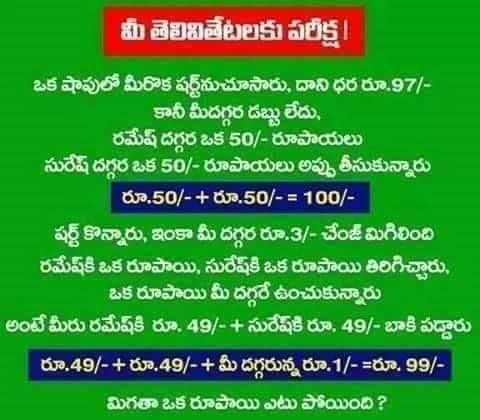 మీ తెలివితేటలకు పరీక్ష!
ఒక షాపులో మీరొక షర్ట్‌నుచూసారు, దాని ధర రూ.97/-
కానీ మీదగ్గర డబ్బు లేదు,
రమేష్ దగ్గర ఒక 50/- రూపాయలు
సురేష్ దగ్గర ఒక 50/- రూపాయలు అప్పు తీసుకున్నారు
రూ.50/-+రూ.50/-= 100/-
షర్ట్ కొన్నారు, ఇంకా మీ దగ్గర రూ.3/- చేంజ్ మిగిలింది
రమేష్‌కి ఒక రూపాయి, సురేష్‌కి ఒక రూపాయి తిరిగిచ్చారు,
ఒక రూపాయి మీ దగ్గరే ఉంచుకున్నారు
అంటే మీరు రమేష్‌కి రూ. 49/-+ సురేష్‌కి రూ. 49/- బాకి పడ్డారు
రూ.49/-+రూ.49/-+ మీ దగ్గరున్న రూ.1/- =రూ. 99/-
మిగతా ఒక రూపాయి ఎటు పోయింది ?